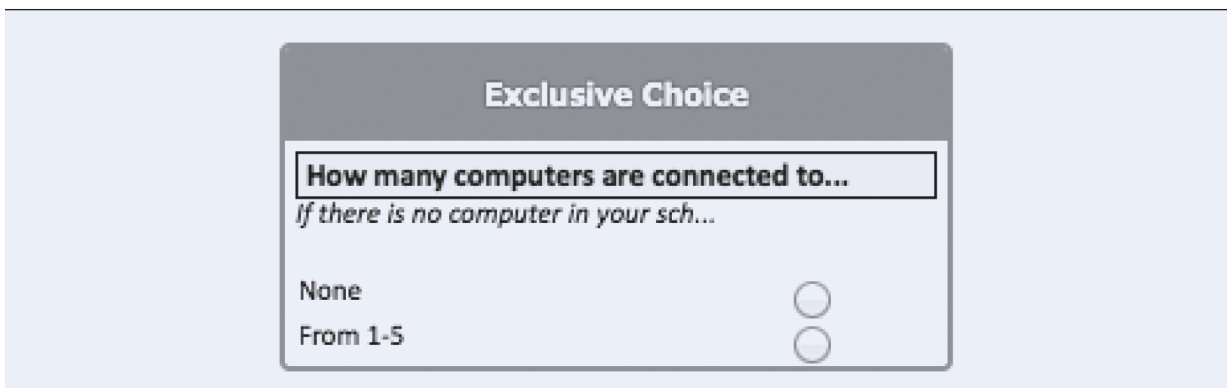 Exclusive Choice
How many computers are connected to...
If there is no computer in your sch...
None
From 1-5